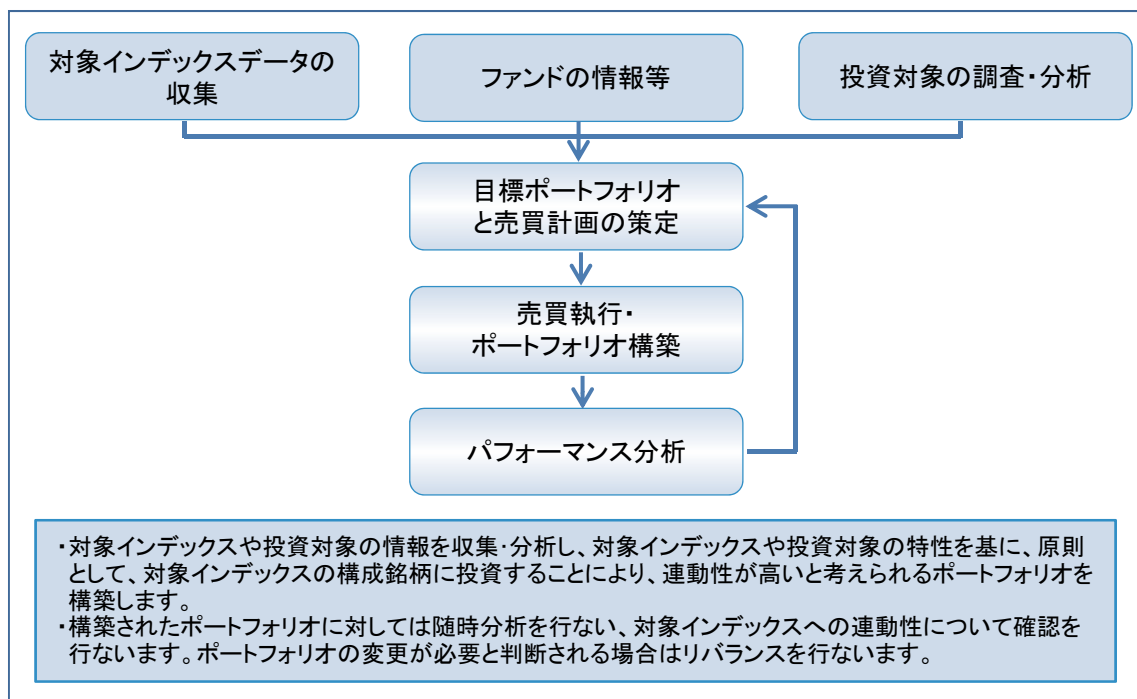 対象インデックスデータの
収集
ファンドの情報等
投資対象の調査・分析
目標ポートフォリオ
と売買計画の策定
売買執行・
ポートフォリオ構築
パフォーマンス分析
・対象インデックスや投資対象の情報を収集・分析し、対象インデックスや投資対象の特性を基に、原則
として、対象インデックスの構成銘柄に投資することにより、連動性が高いと考えられるポートフォリオを
構築します。
・構築されたポートフォリオに対しては随時分析を行ない、対象インデックスへの連動性について確認を
行ないます。ポートフォリオの変更が必要と判断される場合はリバランスを行ないます。